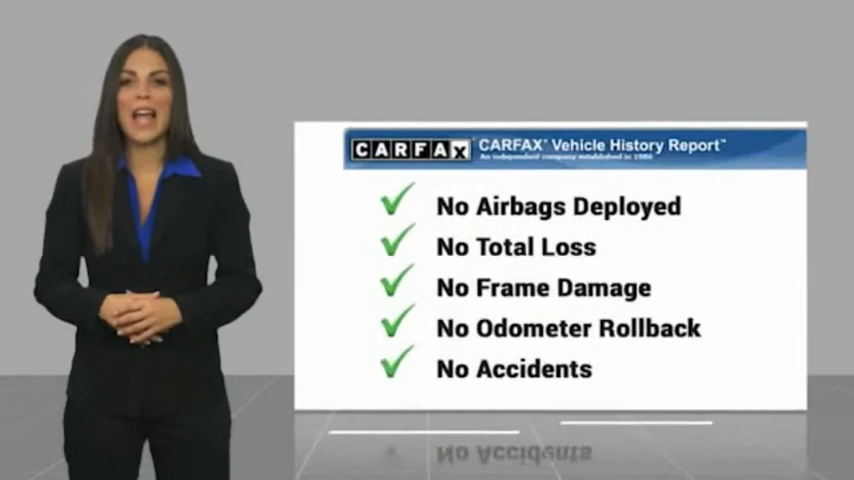 CARFAX CARFAX® Vehicle History Report™
An independent company established in 1986
No Airbags Deployed
No Total Loss
No Frame Damage
No Odometer Rollback
No Accidents
No Accidents